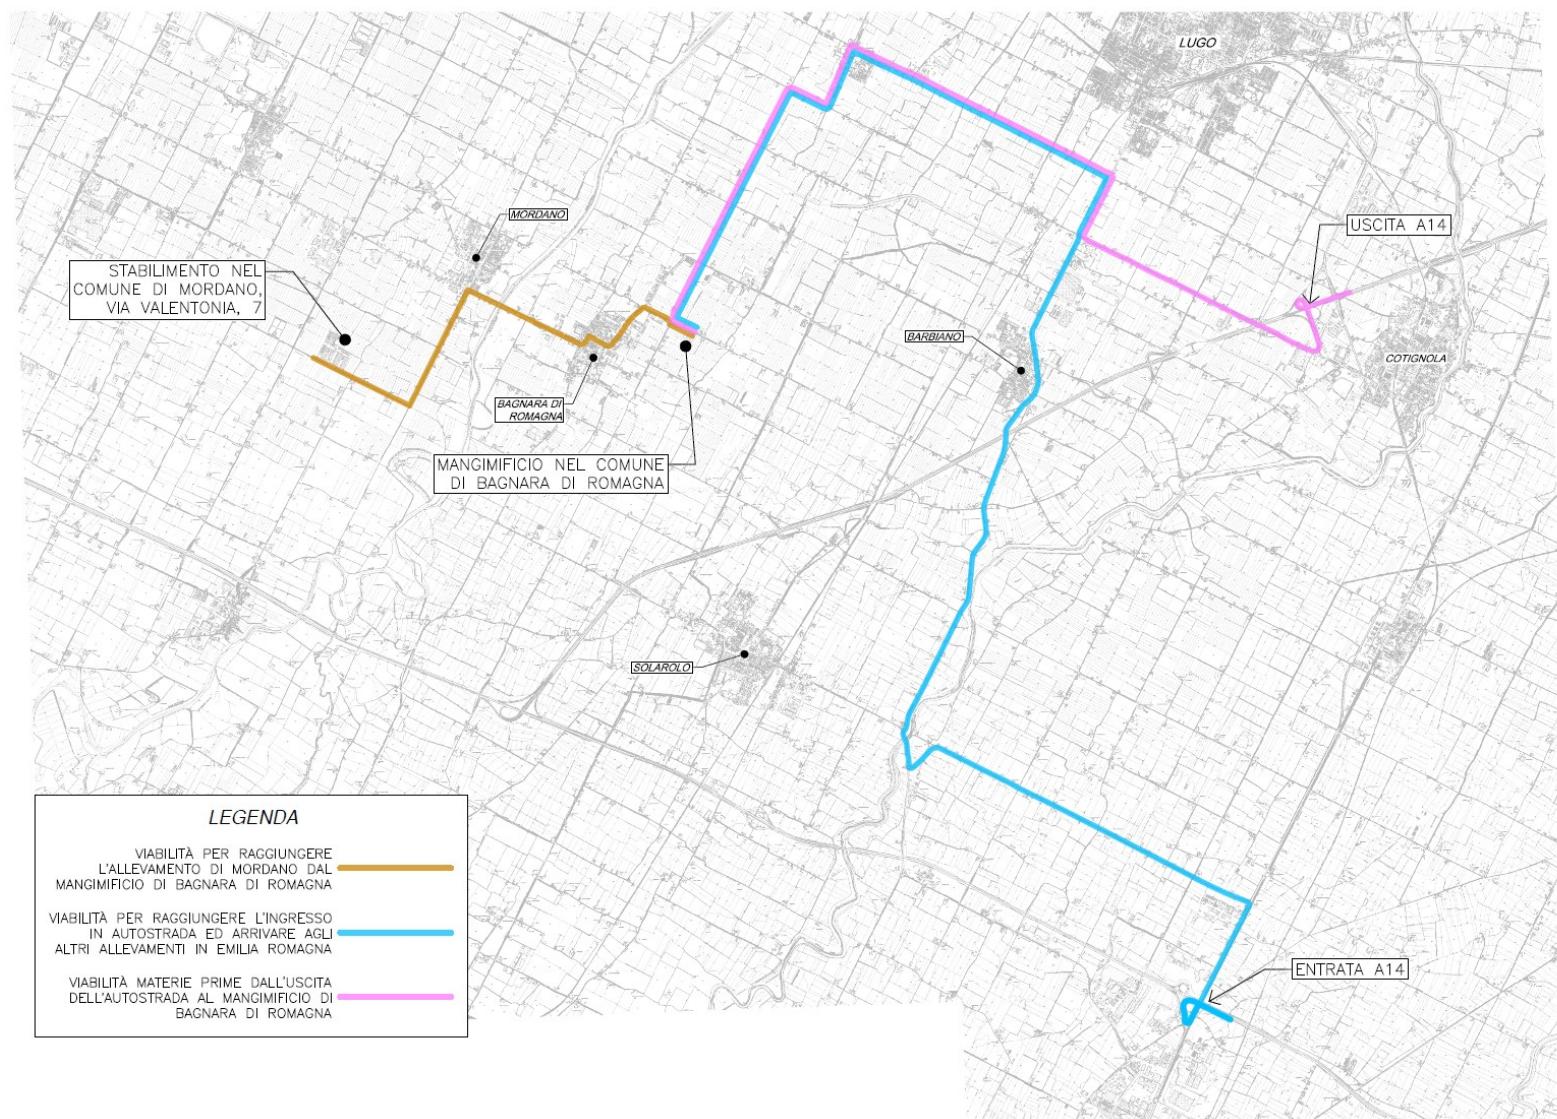 LUGO
MORDANO
USCITA A14
STABILIMENTO NEL
COMUNE DI MORDANO,
VIA VALENTONIA, 7
BARBIANO
COTIGNOLA
BAGNARA DI
ROMAGNA
MANGIMIFICIO NEL COMUNE
DI BAGNARA DI ROMAGNA
SOLAROLO
LEGENDA
VIABILITÀ PER RAGGIUNGERE
L'ALLEVAMENTO DI MORDANO DAL
MANGIMIFICIO DI BAGNARA DI ROMAGNA
VIABILITÀ PER RAGGIUNGERE L'INGRESSO
IN AUTOSTRADA ED ARRIVARE AGLI
ALTRI ALLEVAMENTI IN EMILIA ROMAGNA
VIABILITÀ MATERIE PRIME DALL'USCITA
DELL'AUTOSTRADA AL MANGIMIFICIO DI
BAGNARA DI ROMAGNA
ENTRATA A14